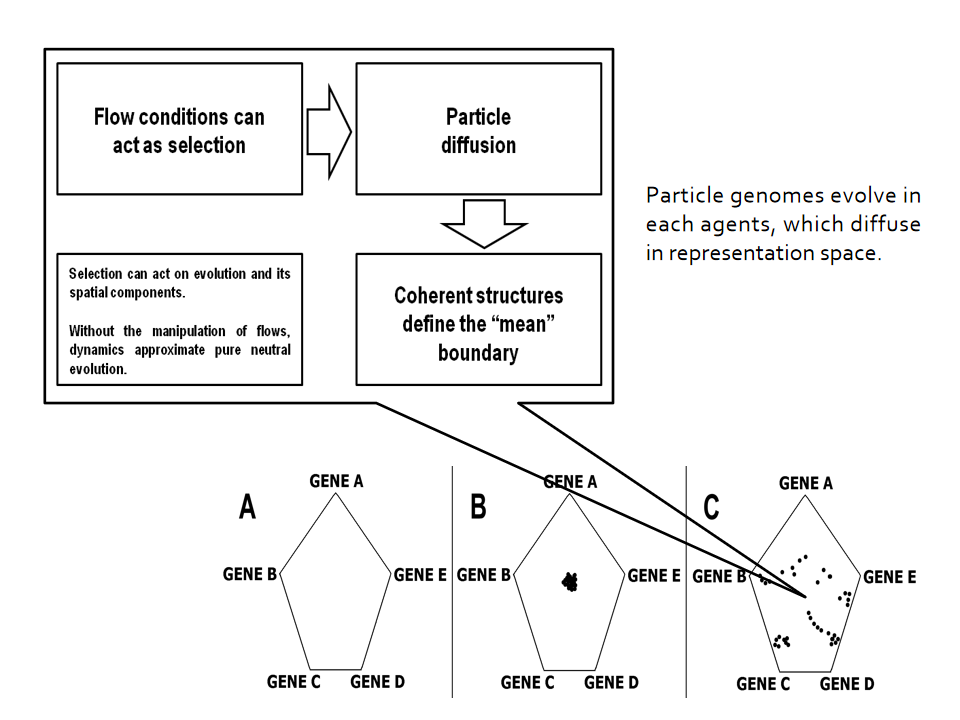 Flow conditions can
act as selection
Particle
diffusion
Particle genomes evolve in
each agents, which diffuse
in representation space.
Selection can act on evolution and its
spatial components.
Without the manipulation of flows,
dynamics approximate pure neutral
evolution.
Coherent structures
define the “mean”
boundary
A
GENE A
GENE B
GENE E
GENE C
GENE D
B
GENE A
GENE B
GENE E
GENE C
GENE D
C
GENE A
GENE B
GENE E
GENE C
GENE D